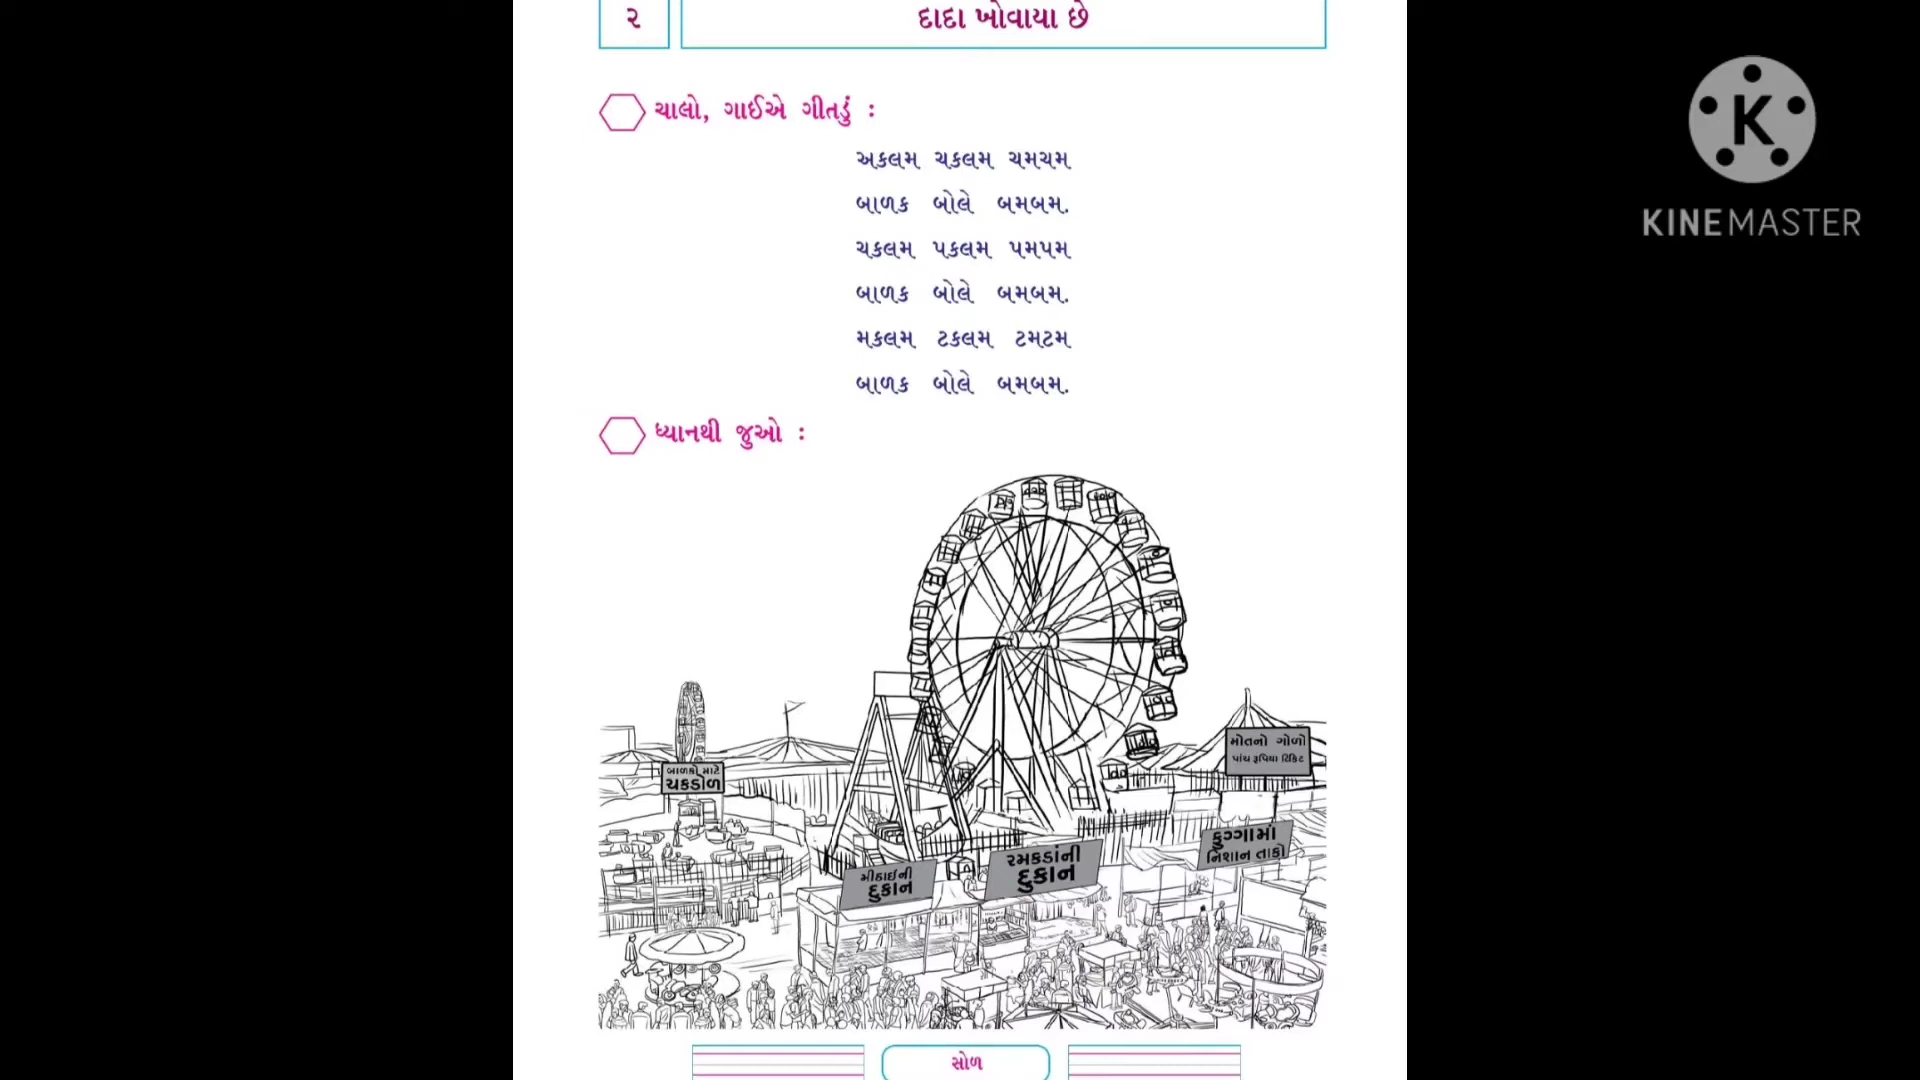 ૨
દાદા ખોવાયા છે
ચાલો, ગાઈએ ગીતડું :
અકલમ ચકલમ ચમચમ
બાળક બોલે બમબમ.
ચકલમ પકલમ પમપમ
બાળક બોલે બમબમ.
મકલમ ટકલમ ટમટમ
બાળક બોલે બમબમ.
ધ્યાનથી જુઓ :
બાળકો માટે
ચકડોળ
મોતનો ગોળો
પાંચ રૂપિયા ટિકિટ
ફુગ્ગામાં
નિશાન તાકો
રમકડાંની
દુકાન
મીઠાઈની
દુકાન
સોળ
K
KINEMASTER